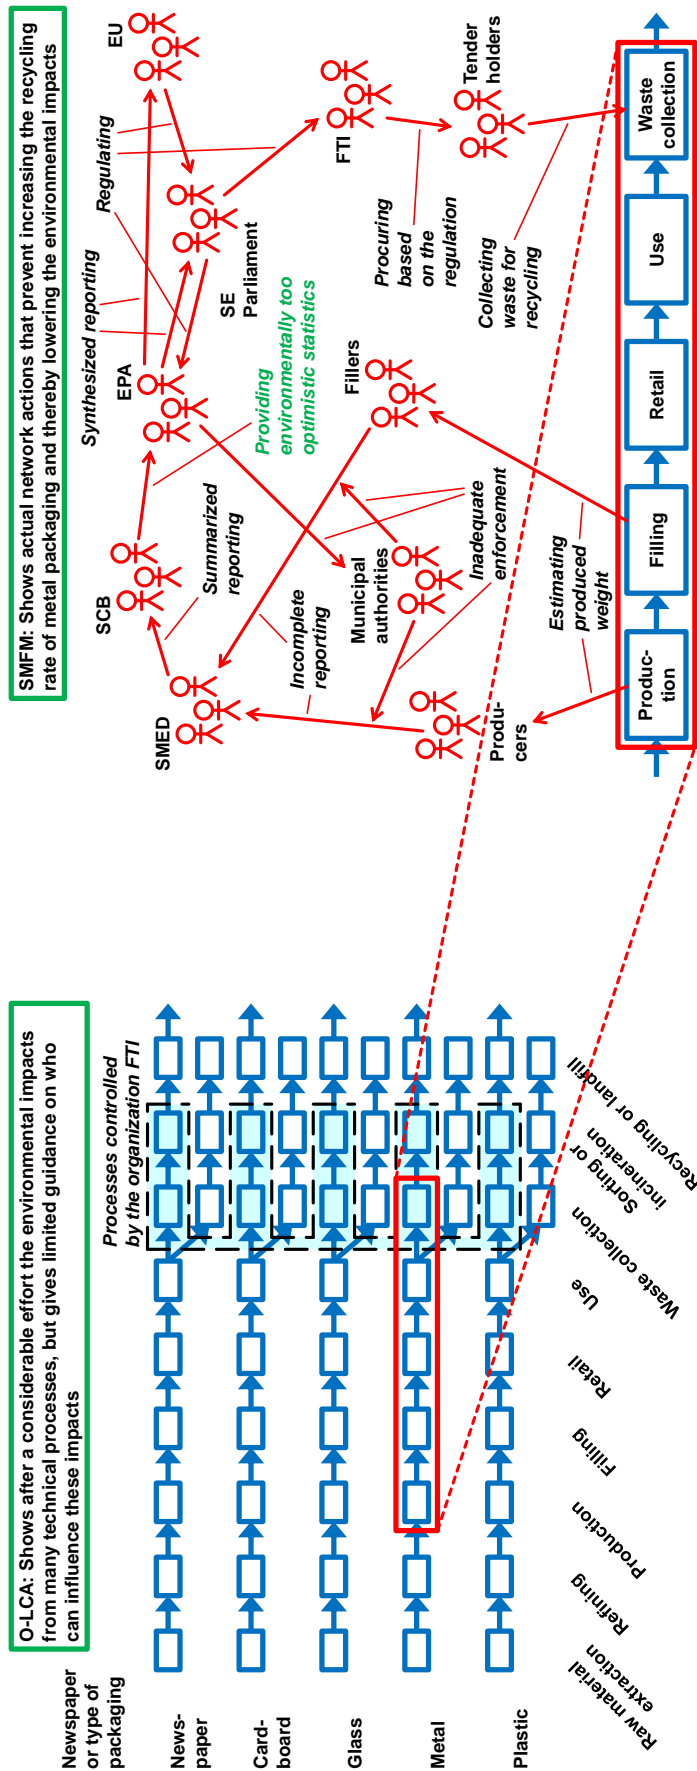 O-LCA: Shows after a considerable effort the environmental impacts
from many technical processes, but gives limited guidance on who
can influence these impacts
Newspaper
or type of
packaging
Processes controlled
by the organization FTI
News-
paper
Card-
board
Glass
Metal
Plastic
Raw material
extraction
Refining
Production
Filling
Retail
Use
Waste collection
Sorting or
incineration
Recycling or landfill
SMFM: Shows actual network actions that prevent increasing the recycling
rate of metal packaging and thereby lowering the environmental impacts
Synthesized reporting
Regulating
EU
EPA
SCB
SE
Parliament
Summarized
reporting
Providing
environmentally too
optimistic statistics
SMED
FTI
Incomplete
reporting
Municipal
authorities
Fillers
Procuring
based
on the
regulation
Tender
holders
Inadequate
enforcement
Collecting
waste for
recycling
Produ-
cers
Estimating
produced
weight
Produc-
tion
Filling
Retail
Use
Waste
collection